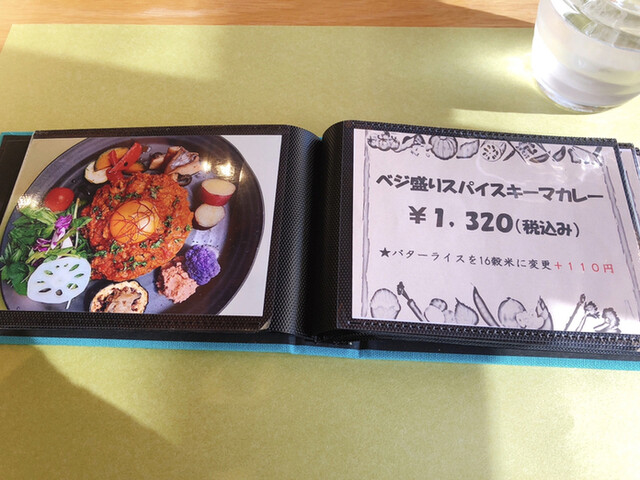 ベジ盛りスパイスキーマカレー
￥1,320(税込み)
★バターライスを16穀米に変更+110円